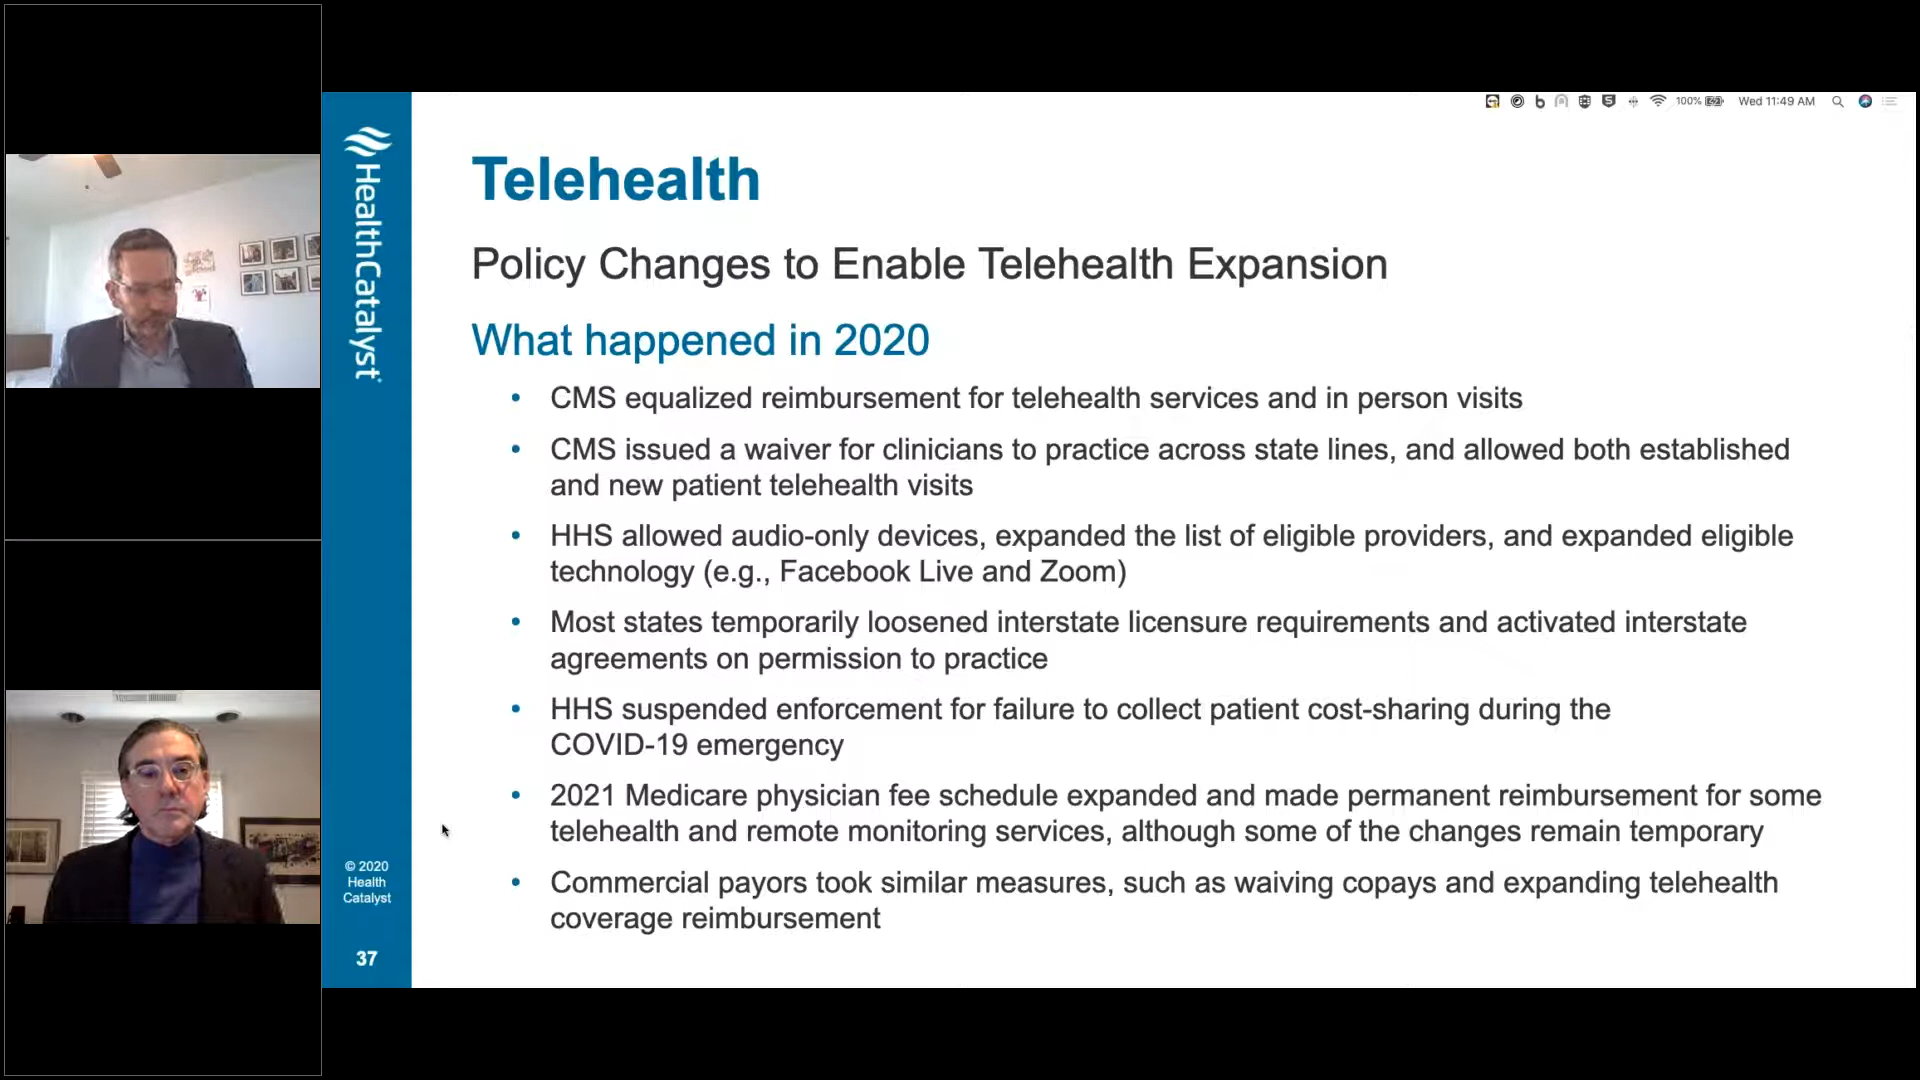 100% Wed 11:49 AM
HealthCatalyst
Telehealth
Policy Changes to Enable Telehealth Expansion
What happened in 2020
• CMS equalized reimbursement for telehealth services and in person visits
• CMS issued a waiver for clinicians to practice across state lines, and allowed both established
and new patient telehealth visits
• HHS allowed audio-only devices, expanded the list of eligible providers, and expanded eligible
technology (e.g., Facebook Live and Zoom)
• Most states temporarily loosened interstate licensure requirements and activated interstate
agreements on permission to practice
• HHS suspended enforcement for failure to collect patient cost-sharing during the
COVID-19 emergency
• 2021 Medicare physician fee schedule expanded and made permanent reimbursement for some
telehealth and remote monitoring services, although some of the changes remain temporary
• Commercial payors took similar measures, such as waiving copays and expanding telehealth
coverage reimbursement
© 2020
Health
Catalyst
37